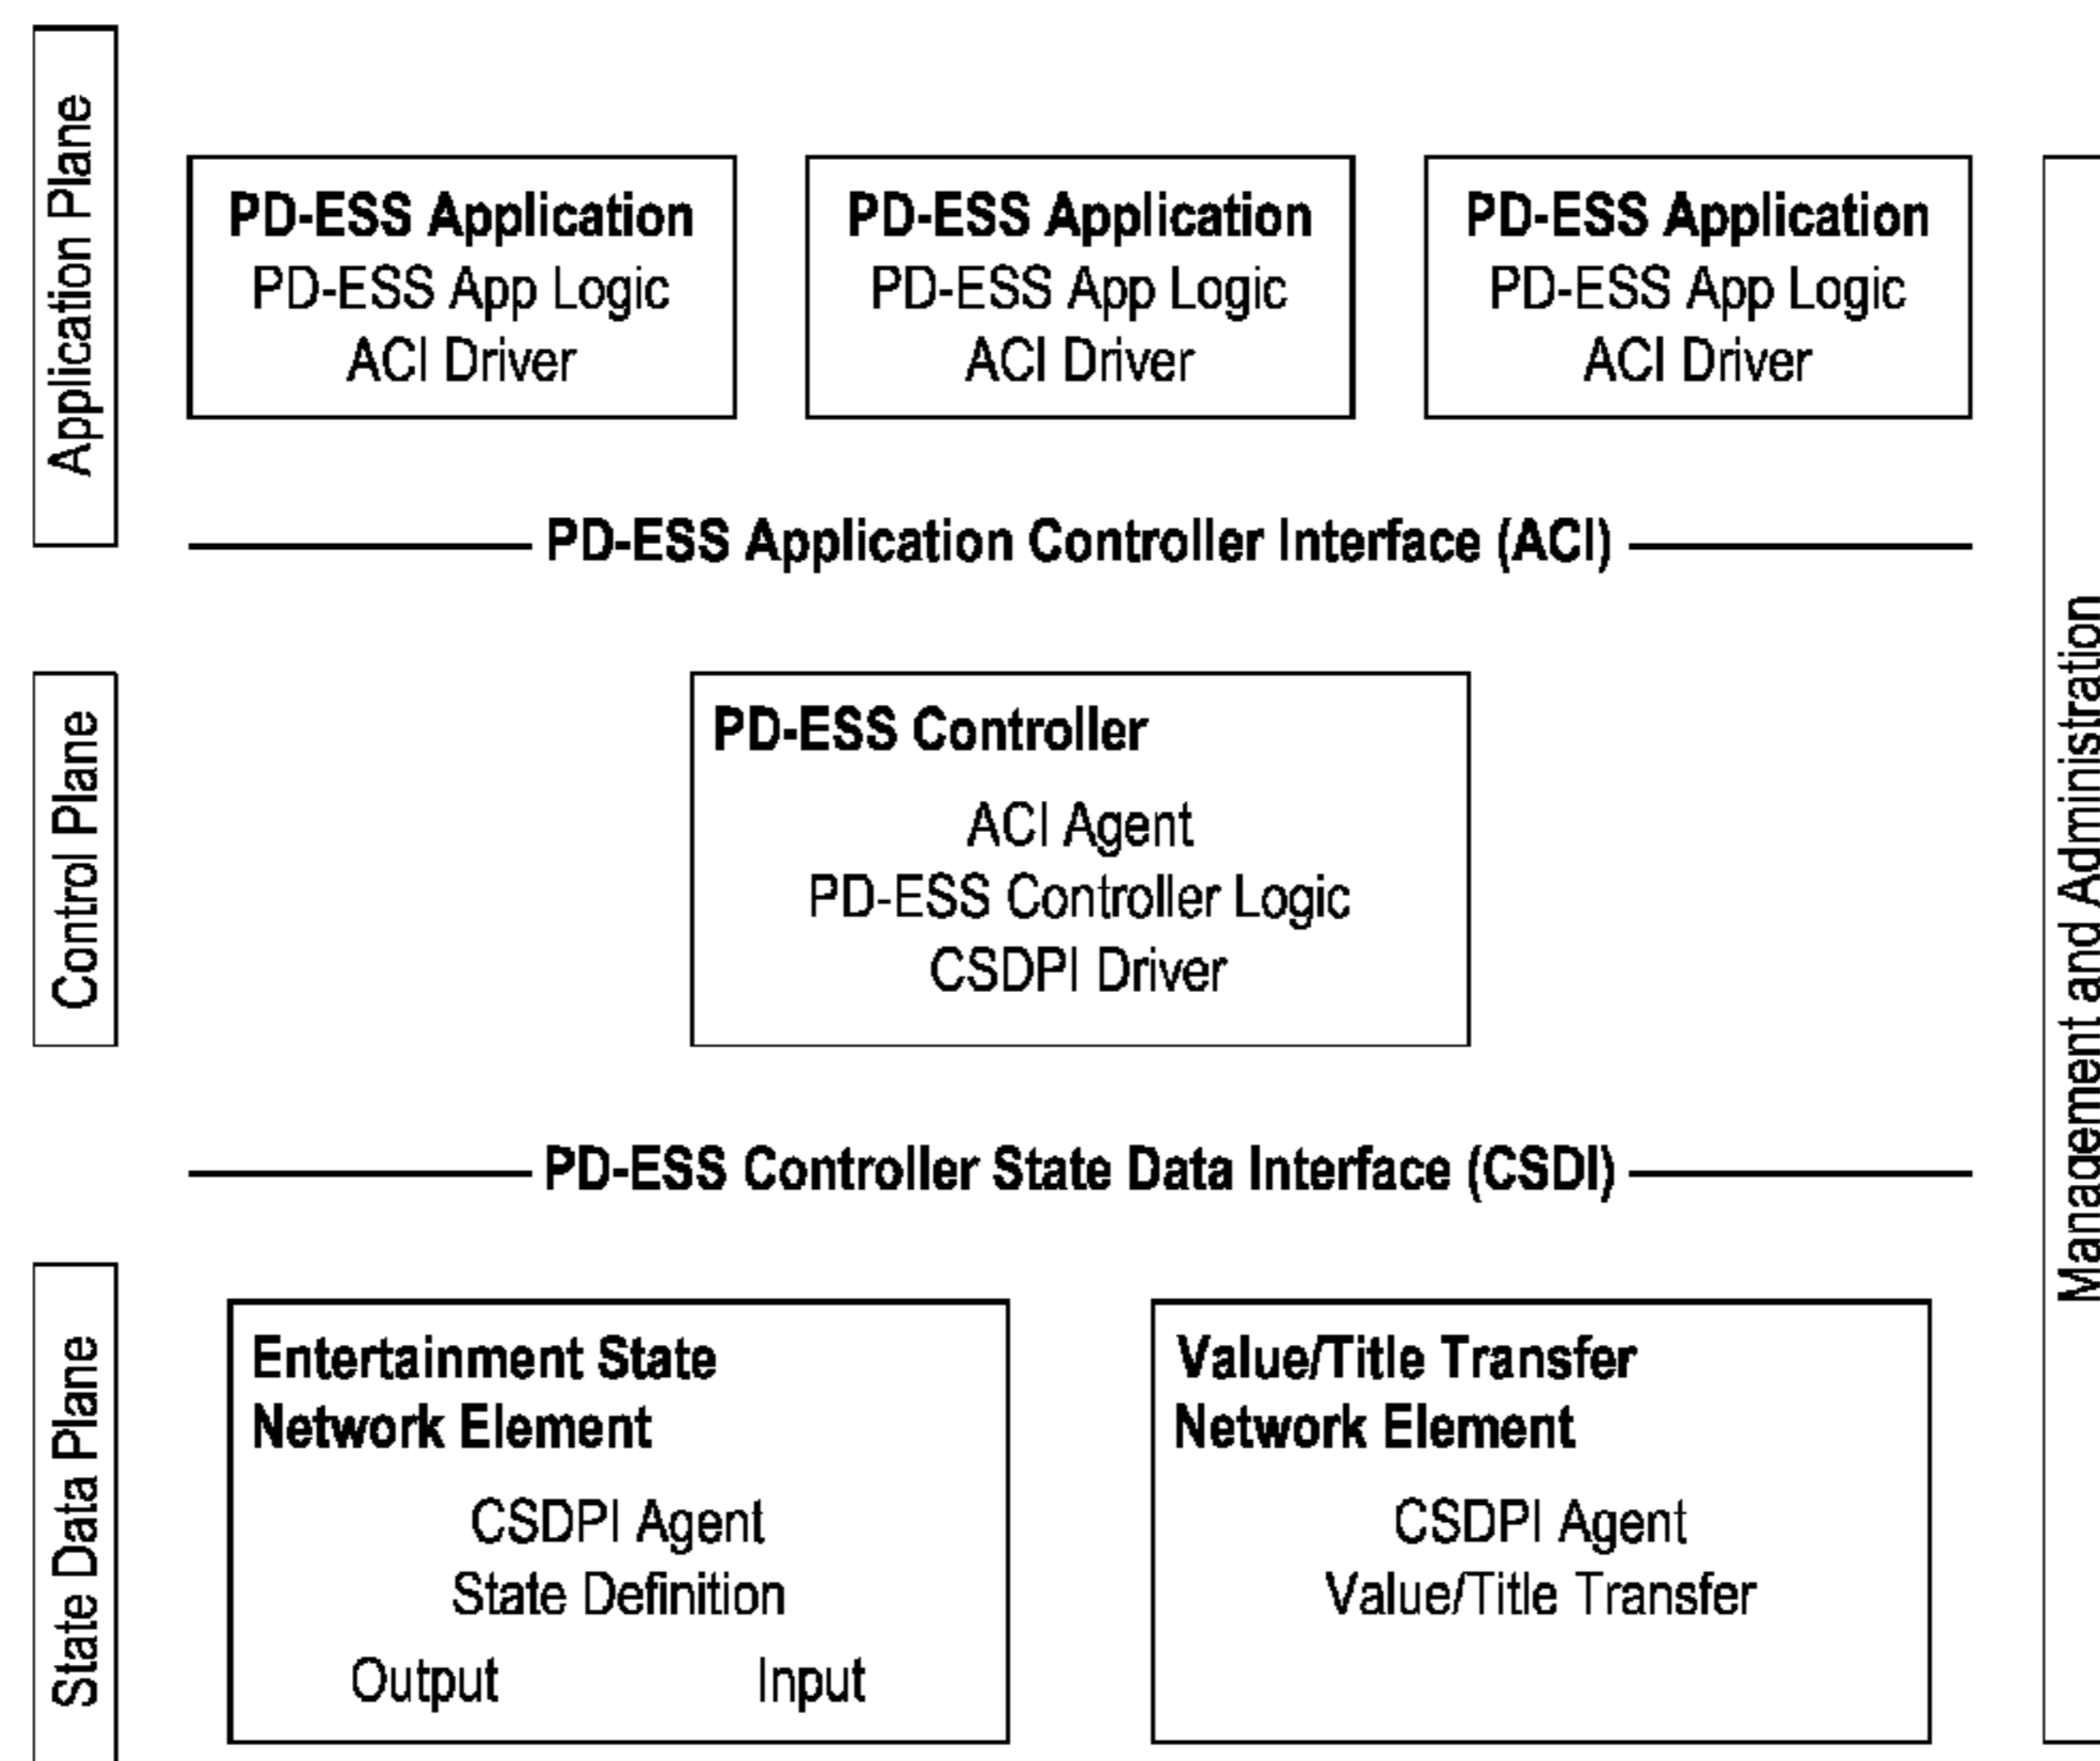 Application Plane
PD-ESS Application
PD-ESS App Logic
ACI Driver
PD-ESS Application
PD-ESS App Logic
ACI Driver
PD-ESS Application
PD-ESS App Logic
ACI Driver
PD-ESS Application Controller Interface (ACI)
Control Plane
PD-ESS Controller
ACI Agent
PD-ESS Controller Logic
CSDPI Driver
PD-ESS Controller State Data Interface (CSDI)
State Data Plane
Entertainment State
Network Element
CSDPI Agent
State Definition
Output Input
Value/Title Transfer
Network Element
CSDPI Agent
Value/Title Transfer
Management and Administration